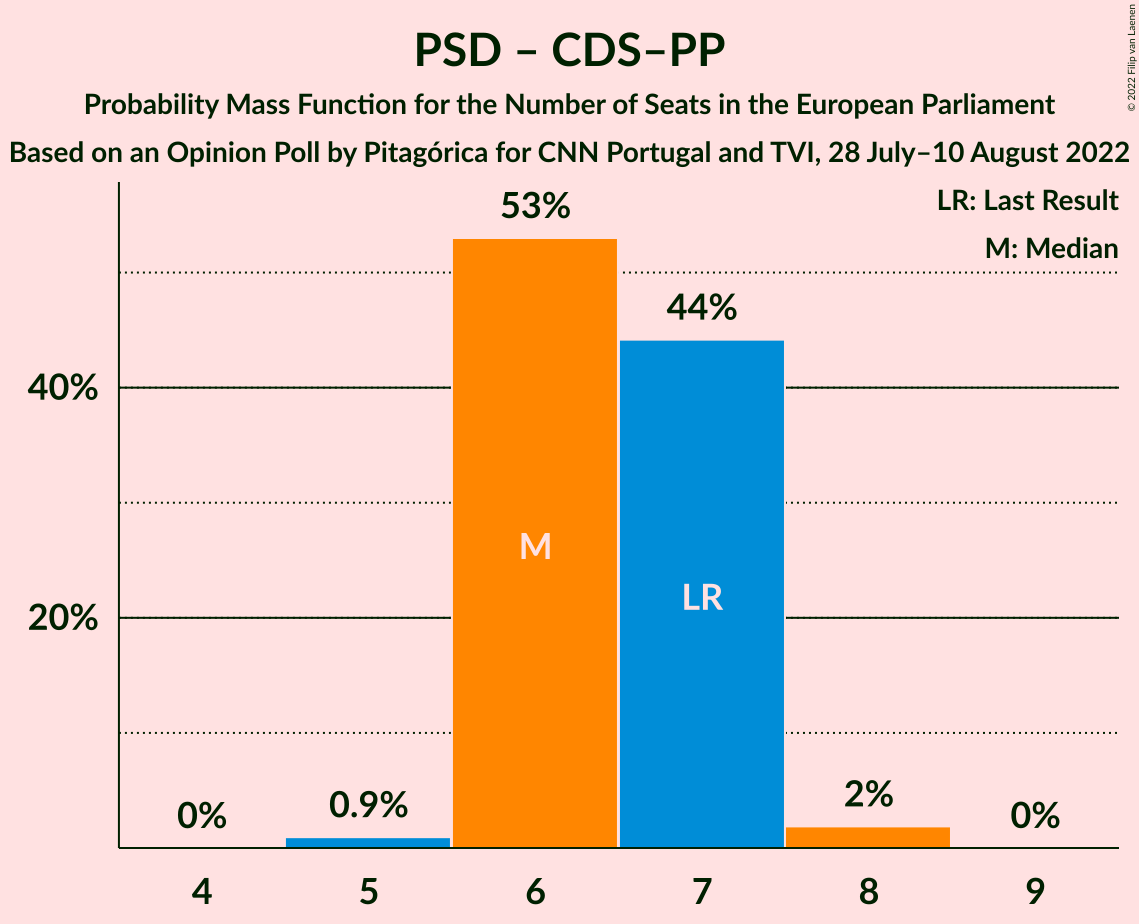 PSD – CDS–PP
Probability Mass Function for the Number of Seats in the European Parliament
Based on an Opinion Poll by Pitagórica for CNN Portugal and TVI, 28 July–10 August 2022
© 2022 Filip van Laenen
LR: Last Result
M: Median
53%
44%
40%
M
LR
20%
0%
0.9%
2%
0%
4 5 6 7 8 9